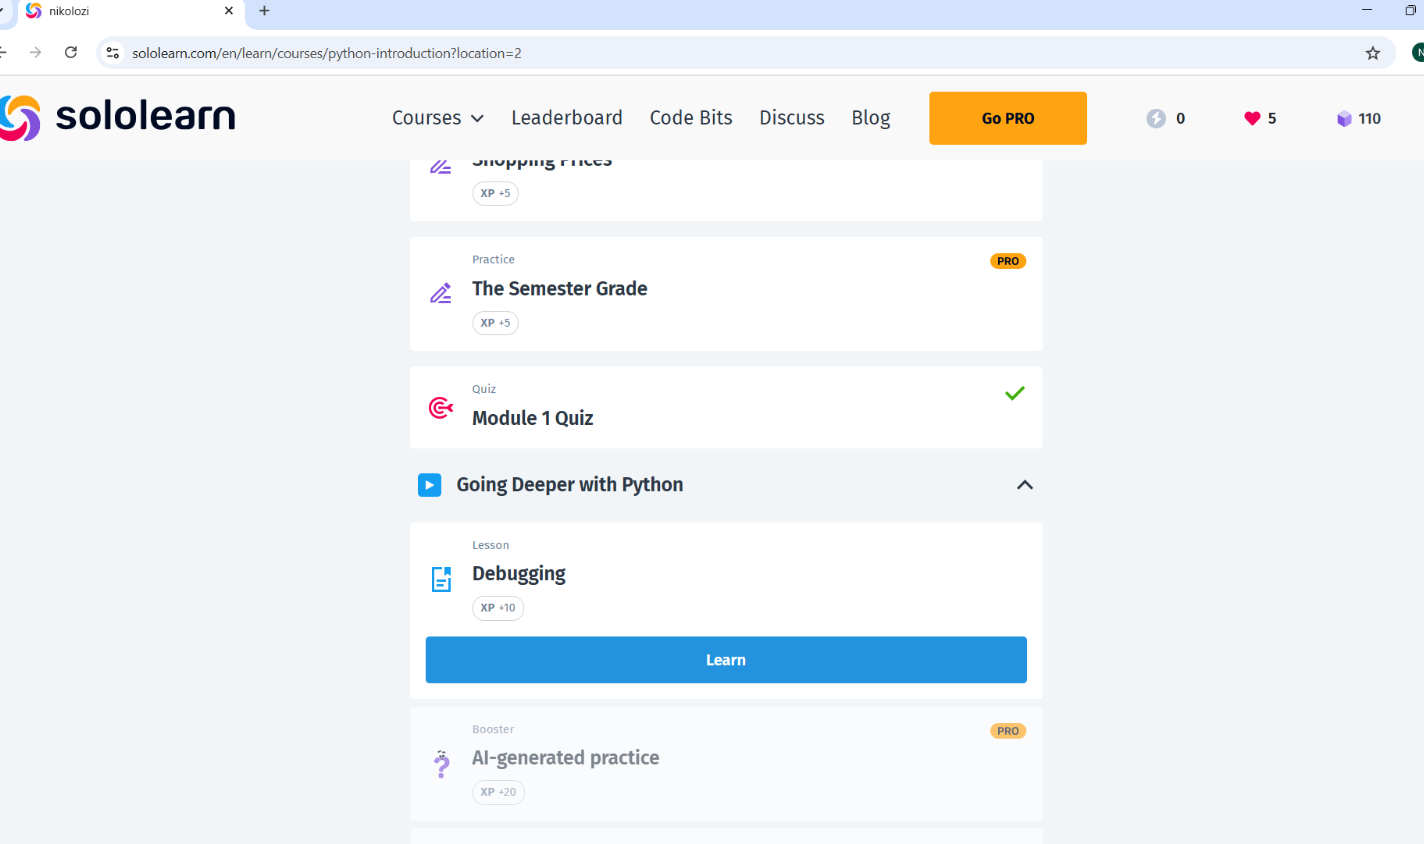 nikolozi
sololearn.com/en/learn/courses/python-introduction?location=2
sololearn
Courses
Leaderboard
Code Bits
Discuss
Blog
Go PRO
0
5
110
Shopping Prices
XP +5
Practice
PRO
The Semester Grade
XP +5
Quiz
Module 1 Quiz
Going Deeper with Python
Lesson
Debugging
XP +10
Learn
Booster
PRO
AI-generated practice
XP +20